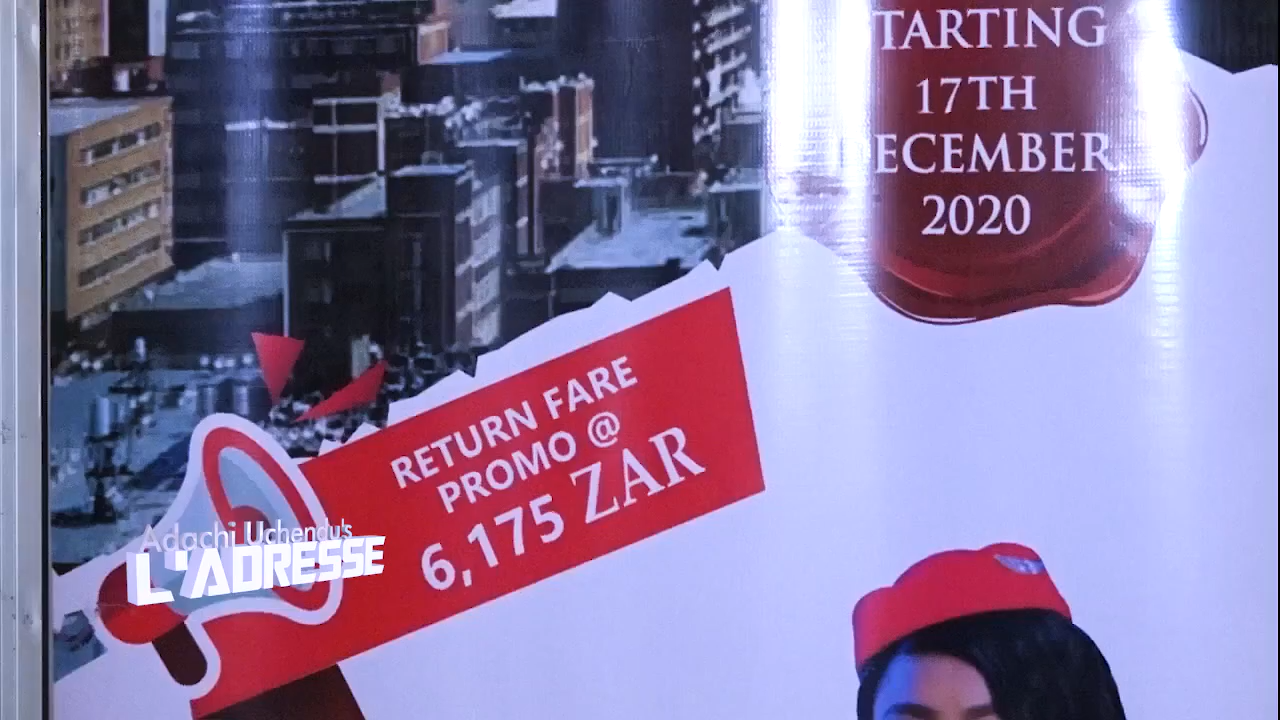 TARTING
17TH
ECEMBER
2020
RETURN FARE
PROMO @
6,175 ZAR
Adachi Uchendu's
L'ADRESSE